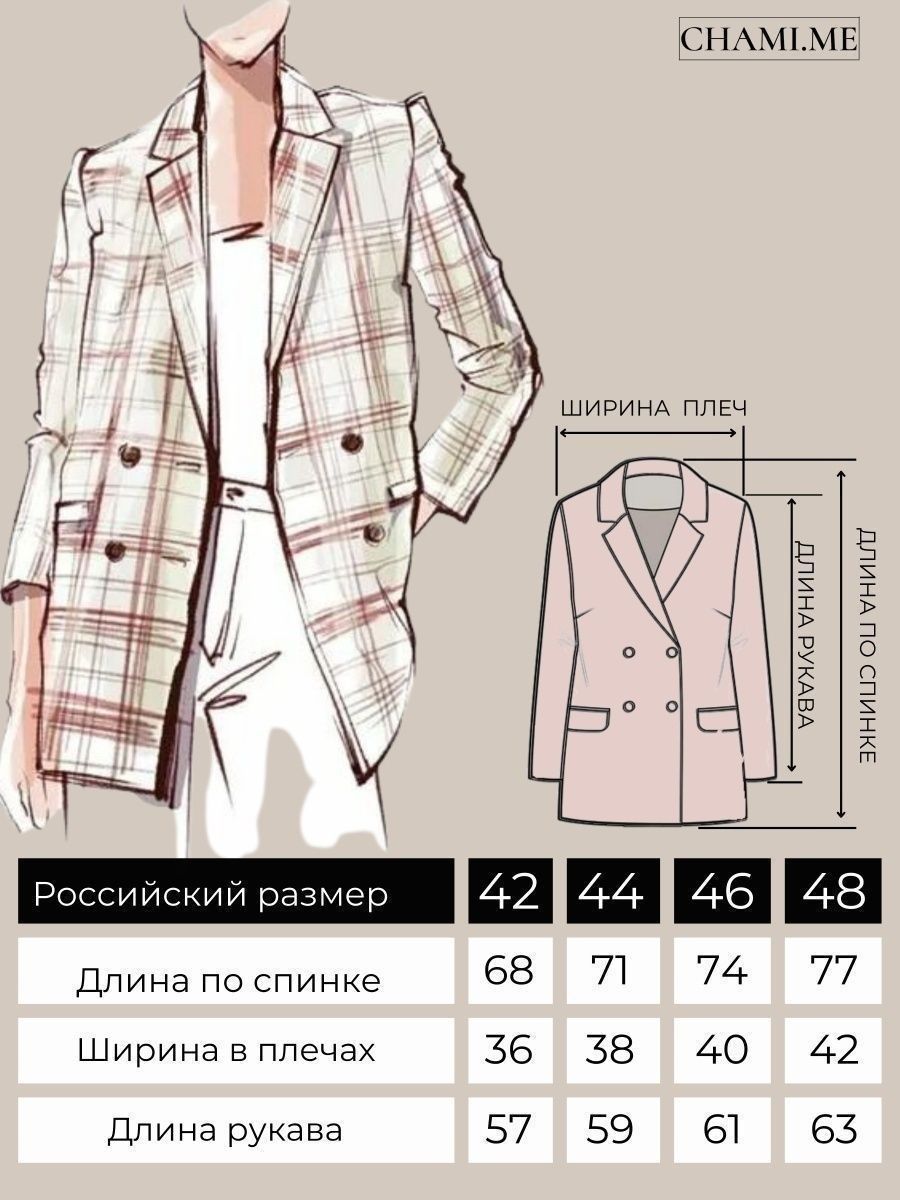 CHAMI.ME
ШИРИНА ПЛЕЧ
ДЛИНА РУКАВА
ДЛИНА ПО СПИНКЕ
Российский размер 42 44 46 48
Длина по спинке 68 71 74 77
Ширина в плечах 36 38 40 42
Длина рукава 57 59 61 63